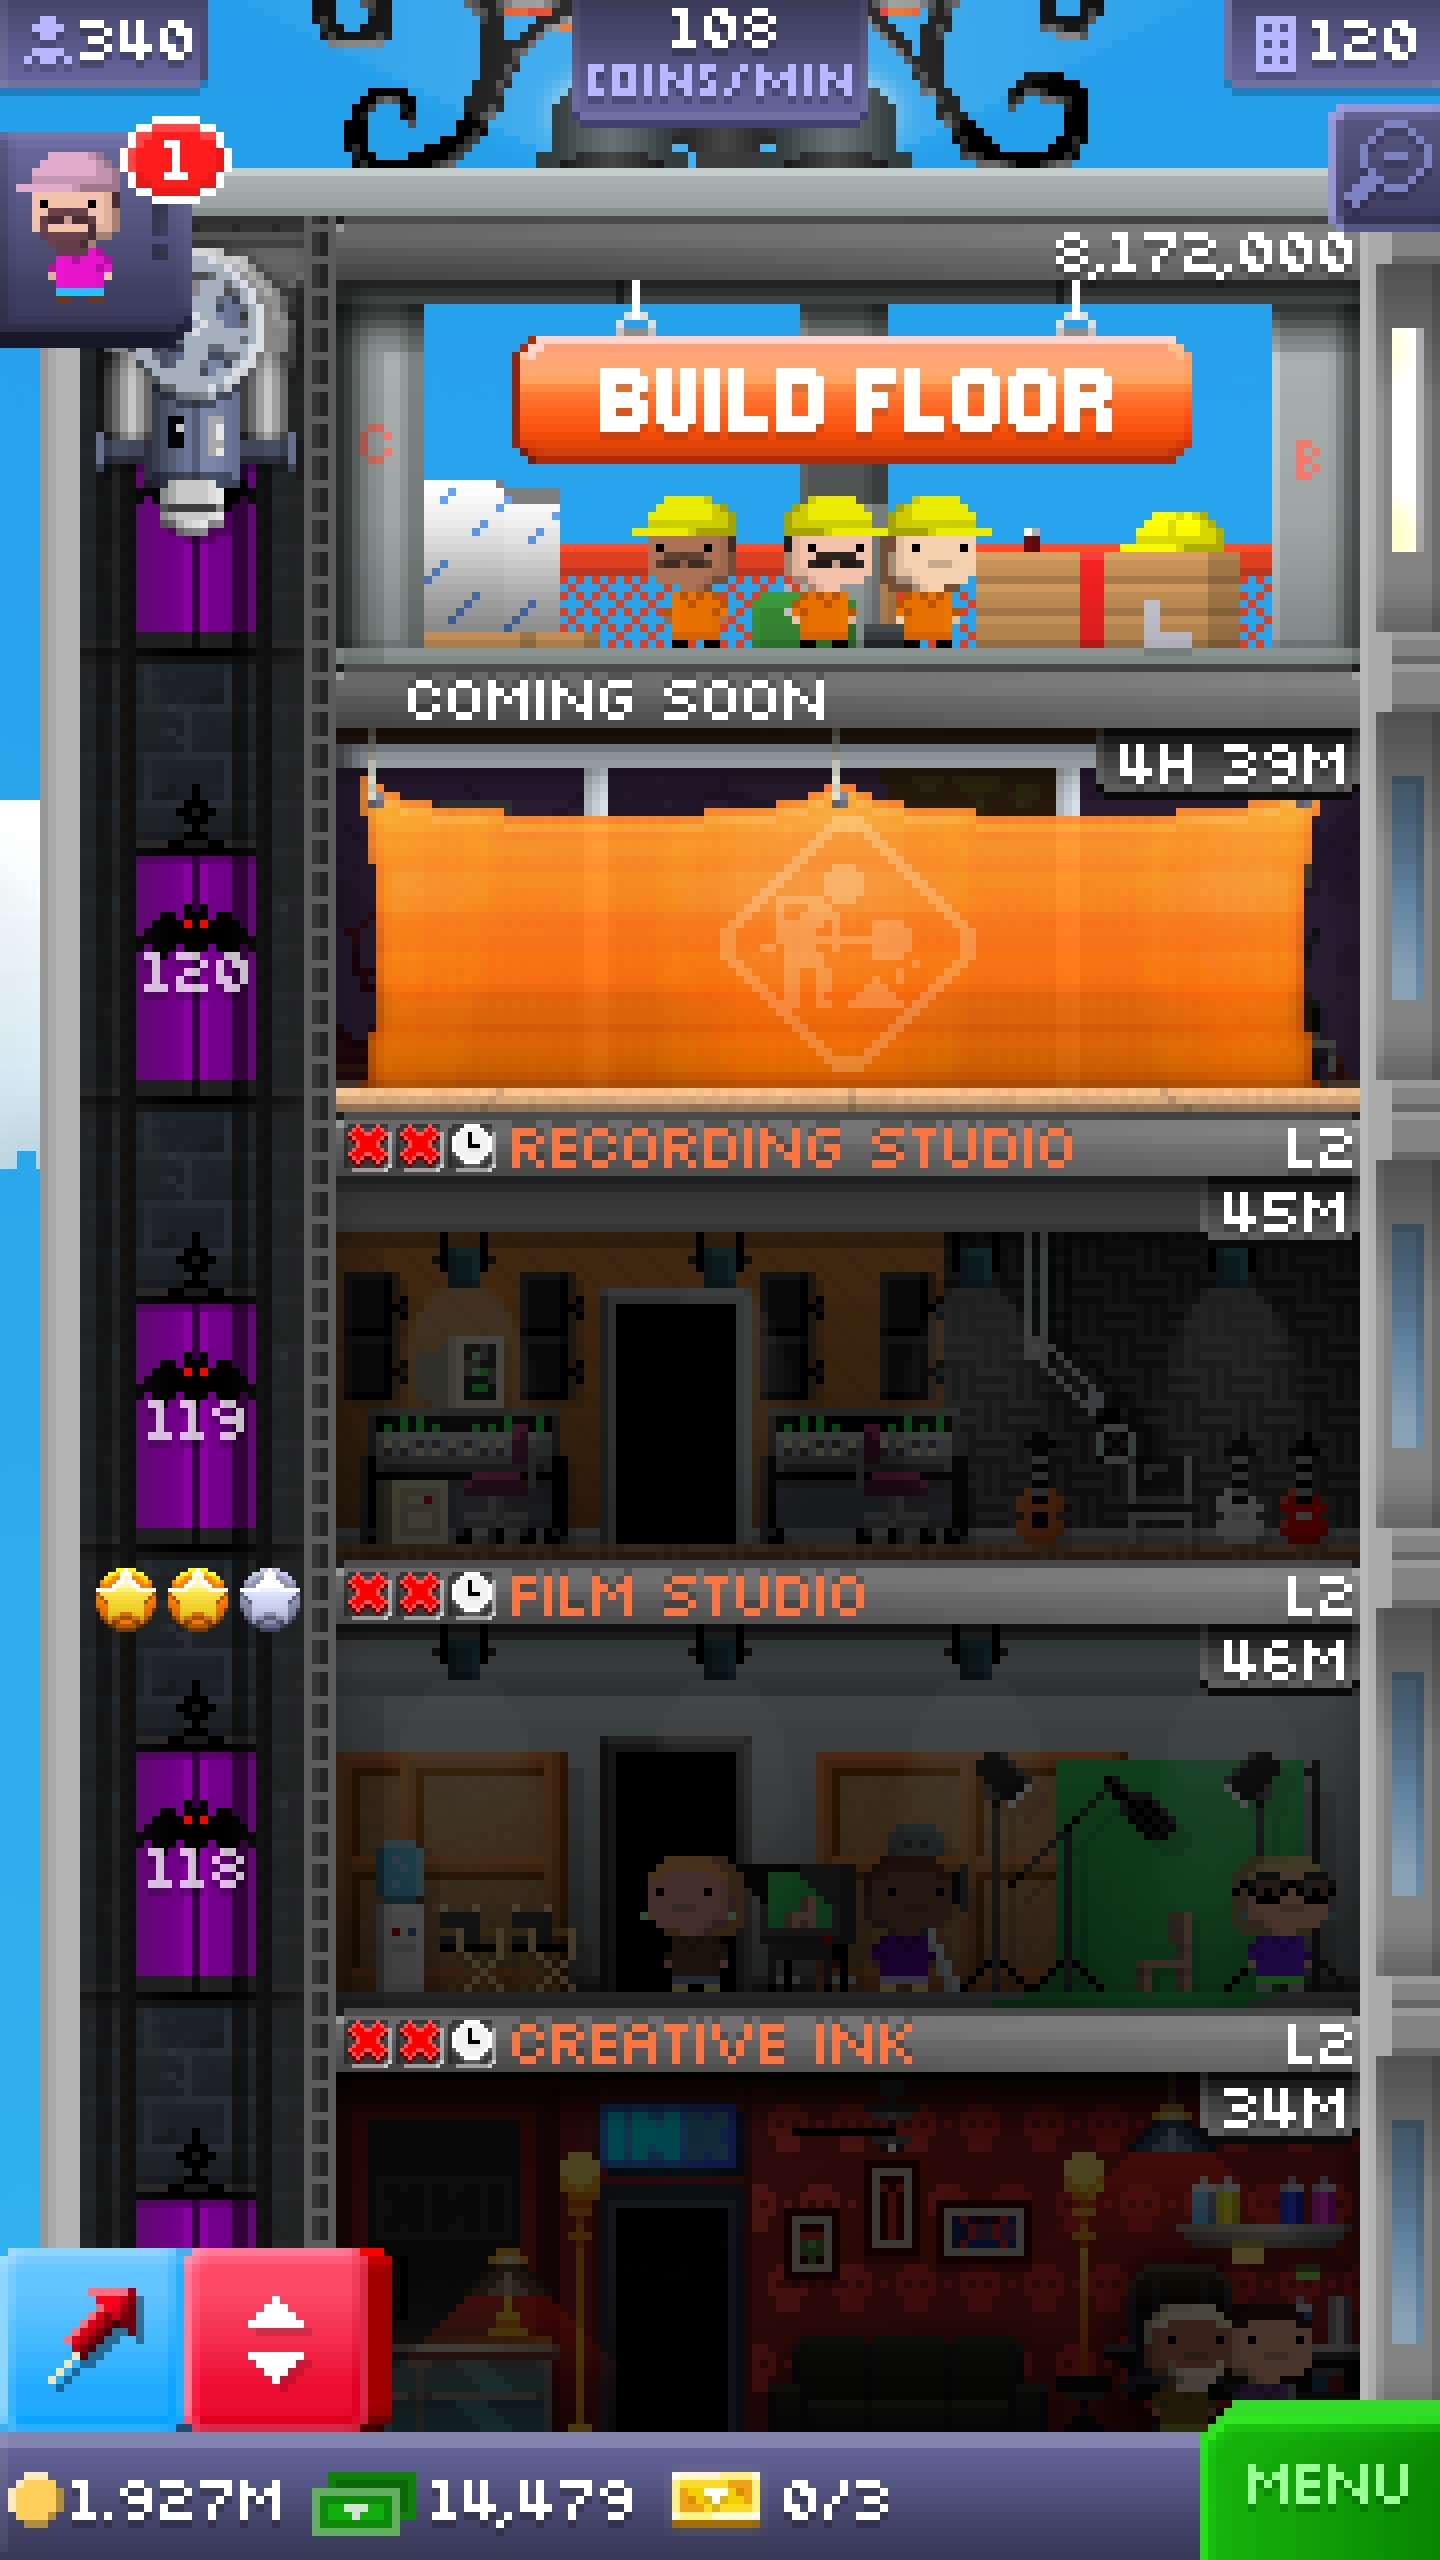 340
108
COINS/MIN
120
1
8,172,000
BUILD FLOOR
C
B
COMING SOON
4H 39M
120
RECORDING STUDIO
L2
45M
119
FILM STUDIO
L2
46M
118
CREATIVE INK
L2
34M
INK
1.927M
14,479
0/3
MENU